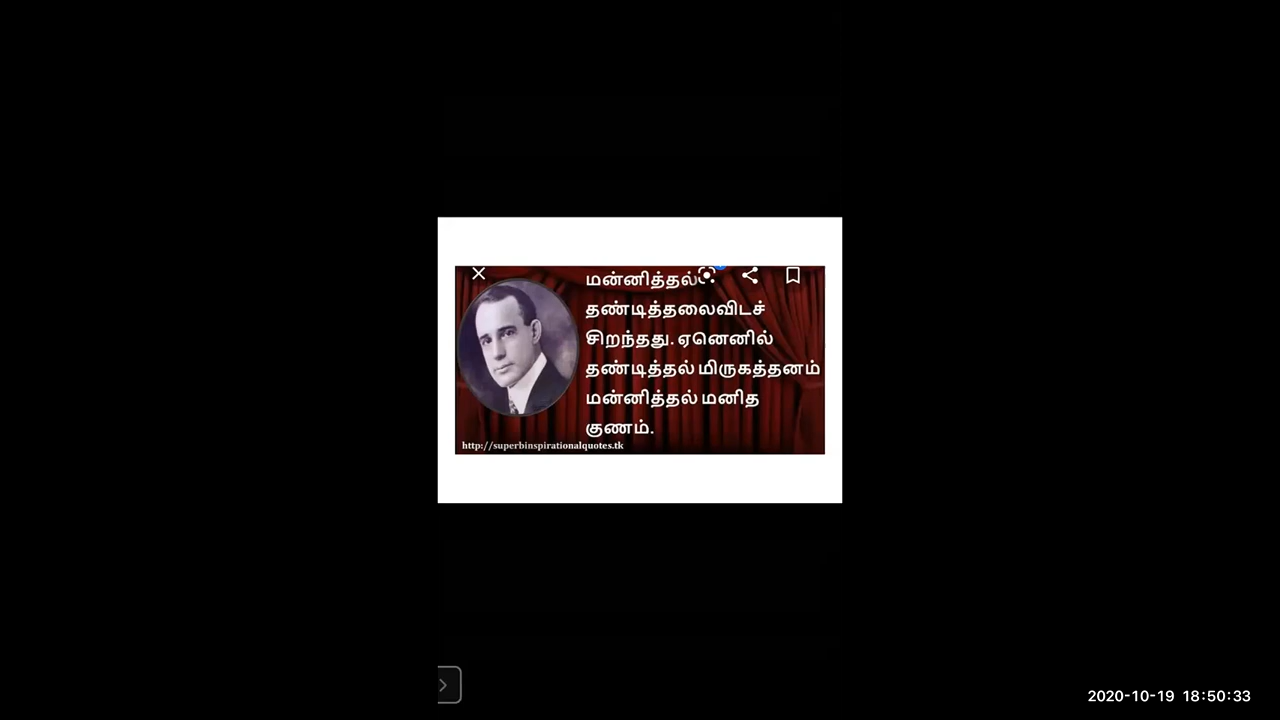 மன்னித்தல்
தண்டித்தலைவிடச்
சிறந்தது. ஏனெனில்
தண்டித்தல் மிருகத்தனம்
மன்னித்தல் மனித
குணம்.
http://superbinspirationalquotes.tk
2020-10-19 18:50:33